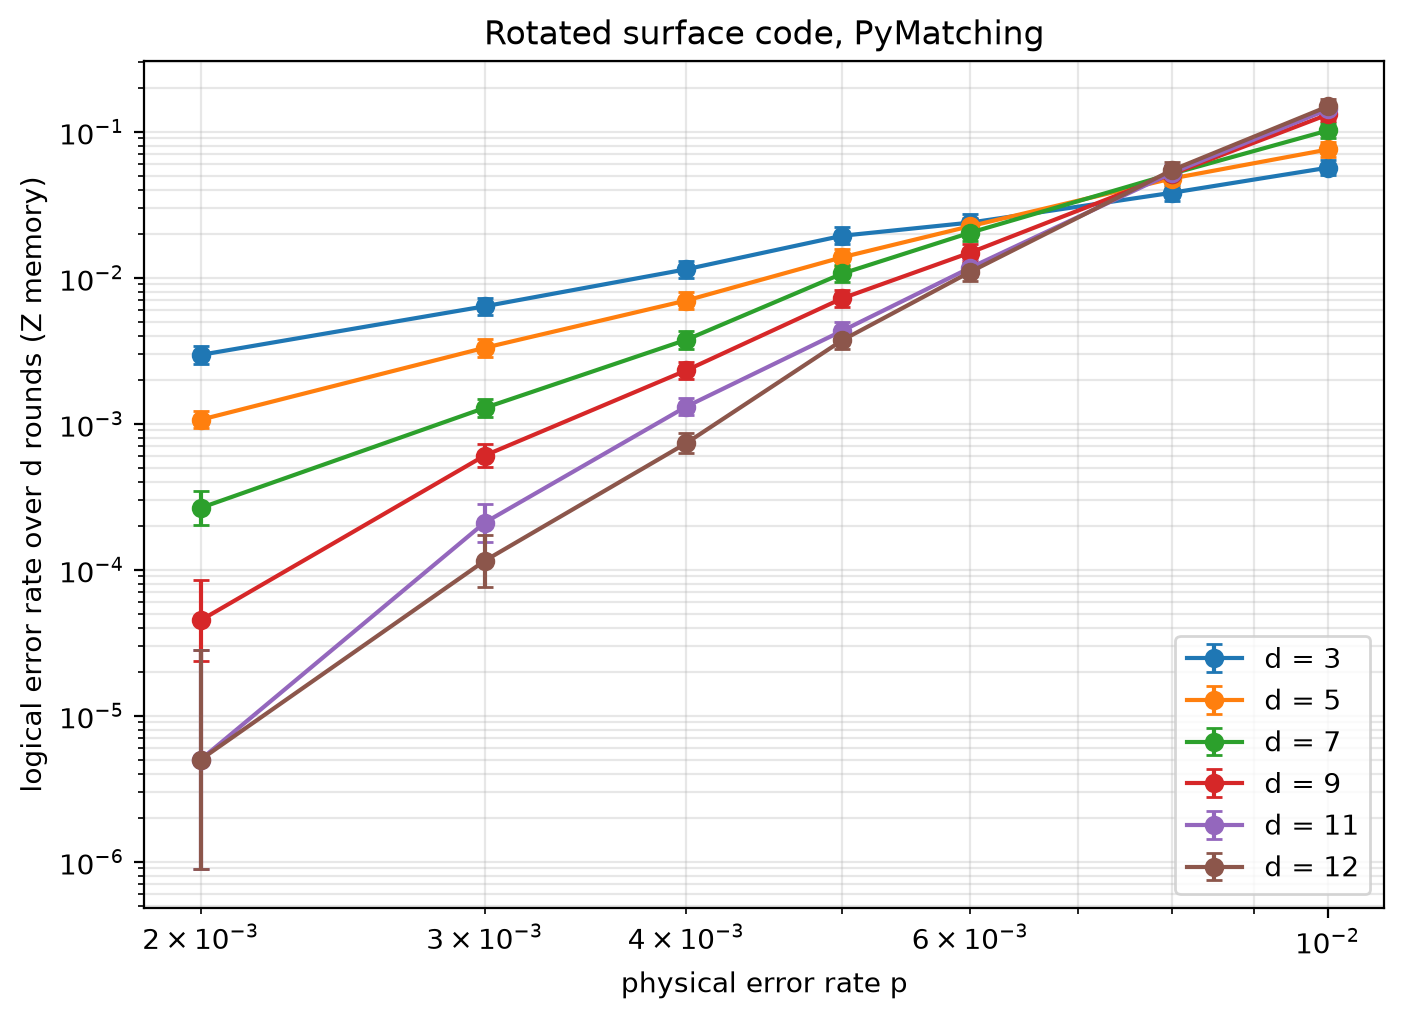 Rotated surface code, PyMatching
logical error rate over d rounds (Z memory)
10⁻¹
10⁻²
10⁻³
10⁻⁴
10⁻⁵
10⁻⁶
d = 3
d = 5
d = 7
d = 9
d = 11
d = 12
2 × 10⁻³ 3 × 10⁻³ 4 × 10⁻³ 6 × 10⁻³ 10⁻²
physical error rate p